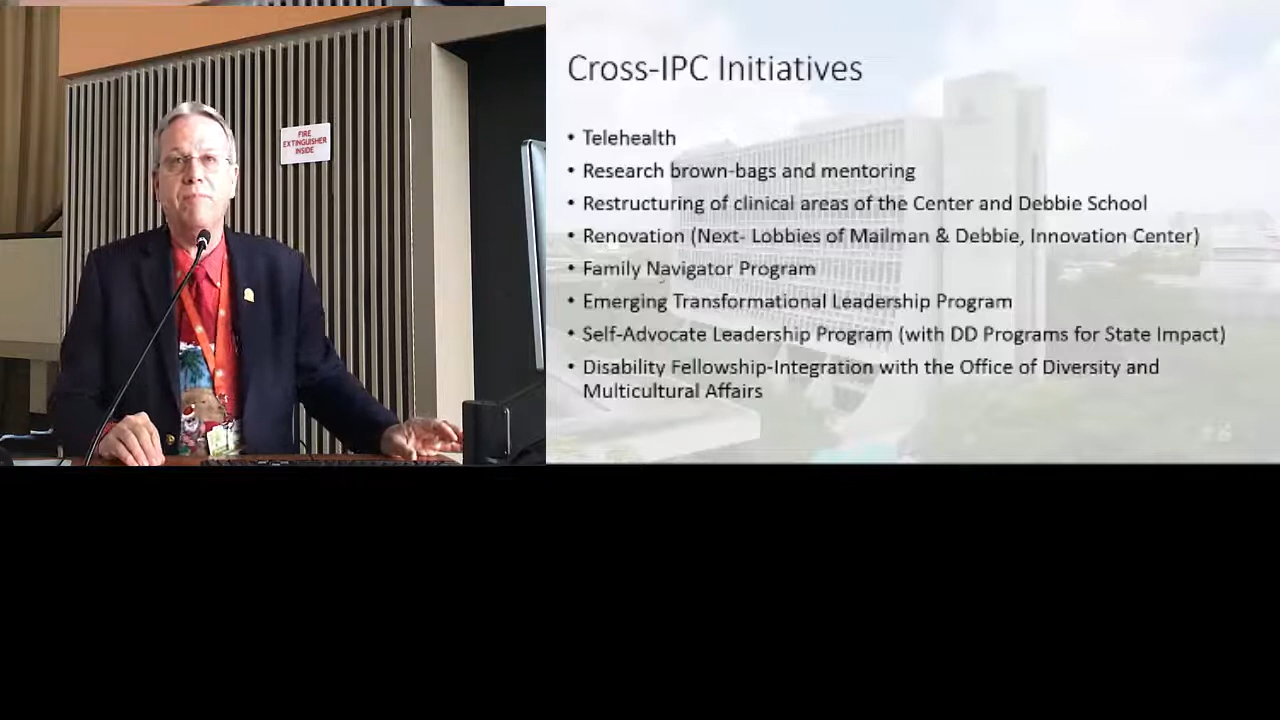 FIRE
EXTINGUISHER
INSIDE
Cross-IPC Initiatives
• Telehealth
• Research brown-bags and mentoring
• Restructuring of clinical areas of the Center and Debbie School
• Renovation (Next- Lobbies of Mailman & Debbie, Innovation Center)
• Family Navigator Program
• Emerging Transformational Leadership Program
• Self-Advocate Leadership Program (with DD Programs for State Impact)
• Disability Fellowship-Integration with the Office of Diversity and
Multicultural Affairs